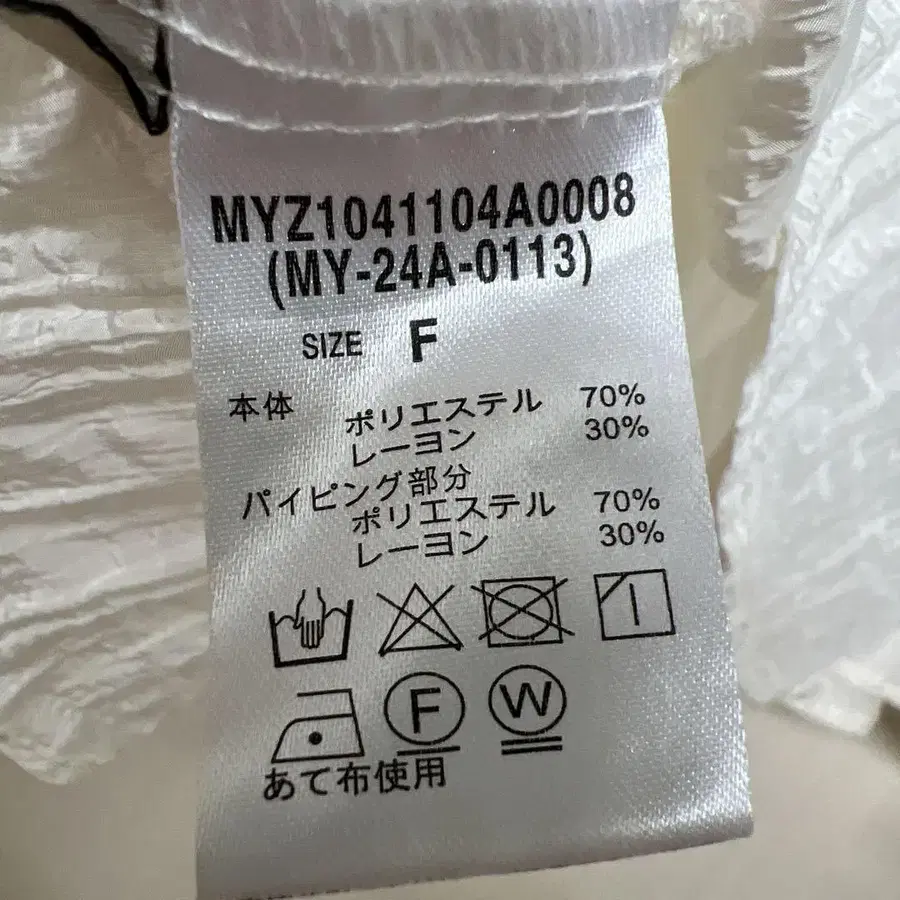 MYZ1041104A0008
(MY-24A-0113)
SIZE F
本体
ポリエステル 70%
レーヨン 30%
パイピング部分
ポリエステル 70%
レーヨン 30%
F W
あて布使用